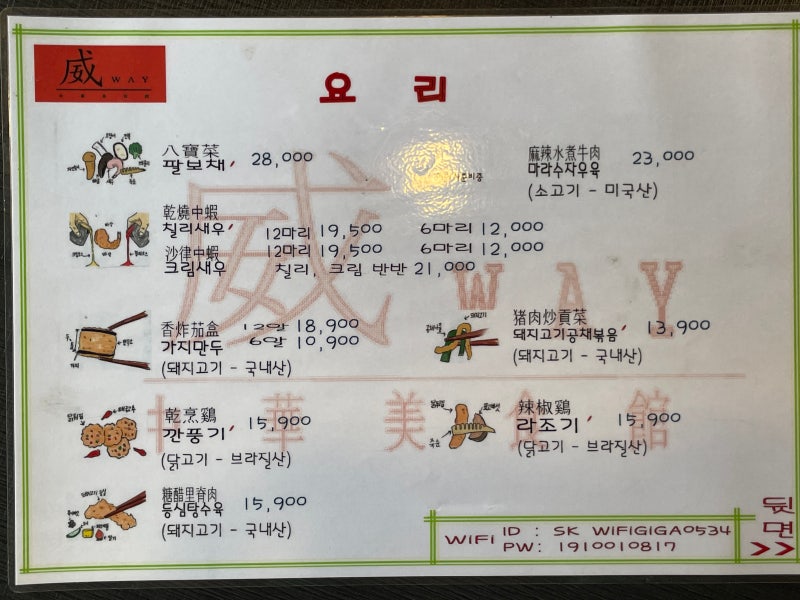 威 WAY
요 리
八寶菜
팔보채 28,000
麻辣水煮牛肉
마라수자우육 23,000
(소고기 - 미국산)
乾燒中蝦
칠리새우 12마리 19,500 6마리 12,000
沙律中蝦 12마리 19,500 6마리 12,000
크림새우 칠리, 크림 반반 21,000
香炸茄盒 12알 18,900
가지만두 6알 10,900
(돼지고기 - 국내산)
猪肉炒貢菜
돼지고기공채볶음 13,900
(돼지고기 - 국내산)
乾烹鷄
깐풍기 15,900
(닭고기 - 브라질산)
辣椒鷄
라조기 15,900
(닭고기 - 브라질산)
糖醋里脊肉
등심탕수육 15,900
(돼지고기 - 국내산)
威 WAY
華 美 食 館
WIFI ID : SK WIFIGIGA0534
PW: 1910010817
뒷
면
>>